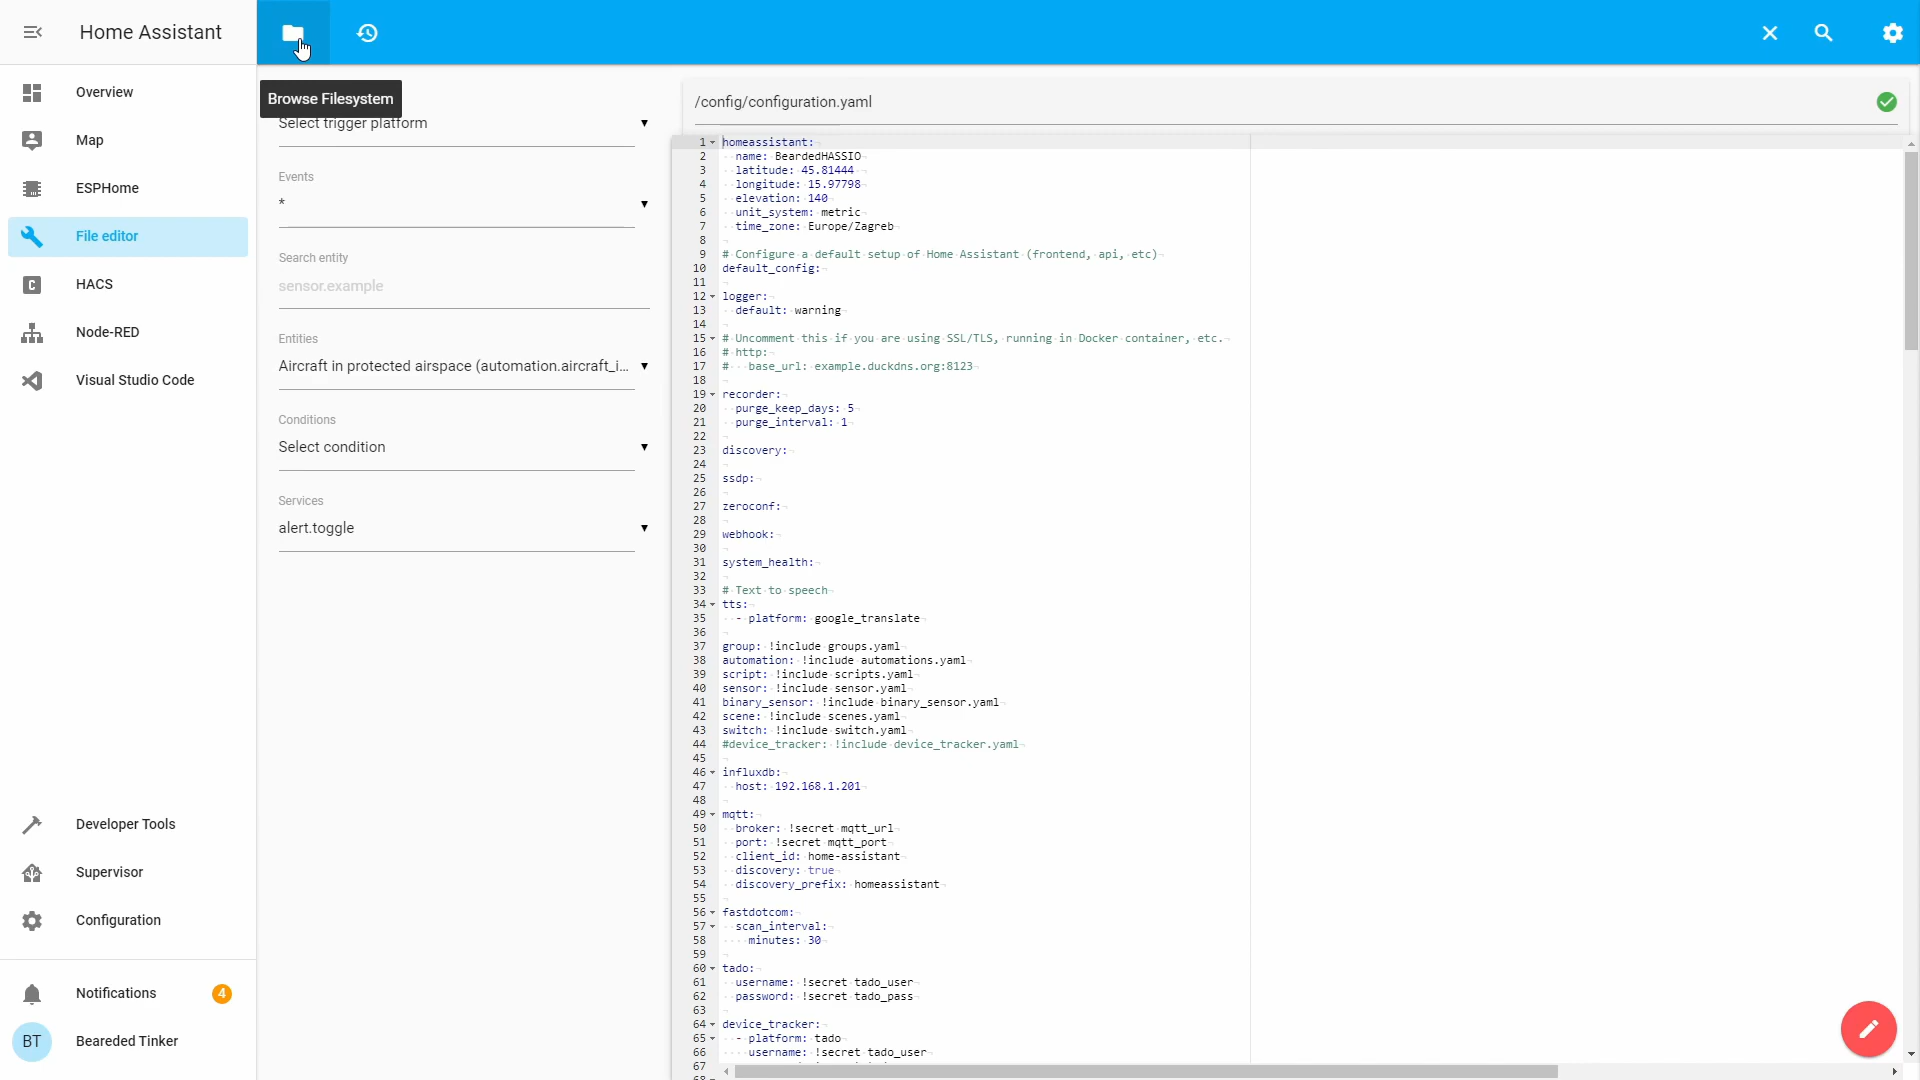 Home Assistant
Overview
Map
ESPHome
File editor
HACS
Node-RED
Visual Studio Code
Developer Tools
Supervisor
Configuration
Notifications 4
BT Beareded Tinker
Browse Filesystem
Select trigger platform
Events
*
Search entity
sensor.example
Entities
Aircraft in protected airspace (automation.aircraft_i...
Conditions
Select condition
Services
alert.toggle
/config/configuration.yaml
1 homeassistant:
2 name: BeardedHASSIO
3 latitude: 45.81444
4 longitude: 15.97798
5 elevation: 140
6 unit_system: metric
7 time_zone: Europe/Zagreb
8
9 # Configure a default setup of Home Assistant (frontend, api, etc)
10 default_config:
11
12 logger:
13 default: warning
14
15 # Uncomment this if you are using SSL/TLS, running in Docker container, etc.
16 # http:
17 # base_url: example.duckdns.org:8123
18
19 recorder:
20 purge_keep_days: 5
21 purge_interval: 1
22
23 discovery:
24
25 ssdp:
26
27 zeroconf:
28
29 webhook:
30
31 system_health:
32
33 # Text to speech
34 tts:
35 - platform: google_translate
36
37 group: !include groups.yaml
38 automation: !include automations.yaml
39 script: !include scripts.yaml
40 sensor: !include sensor.yaml
41 binary_sensor: !include binary_sensor.yaml
42 scene: !include scenes.yaml
43 switch: !include switch.yaml
44 #device_tracker: !include device_tracker.yaml
45
46 influxdb:
47 host: 192.168.1.201
48
49 mqtt:
50 broker: !secret mqtt_url
51 port: !secret mqtt_port
52 client_id: home-assistant
53 discovery: true
54 discovery_prefix: homeassistant
55
56 fastdotcom:
57 scan_interval:
58 minutes: 30
59
60 tado:
61 username: !secret tado_user
62 password: !secret tado_pass
63
64 device_tracker:
65 - platform: tado
66 username: !secret tado_user
67